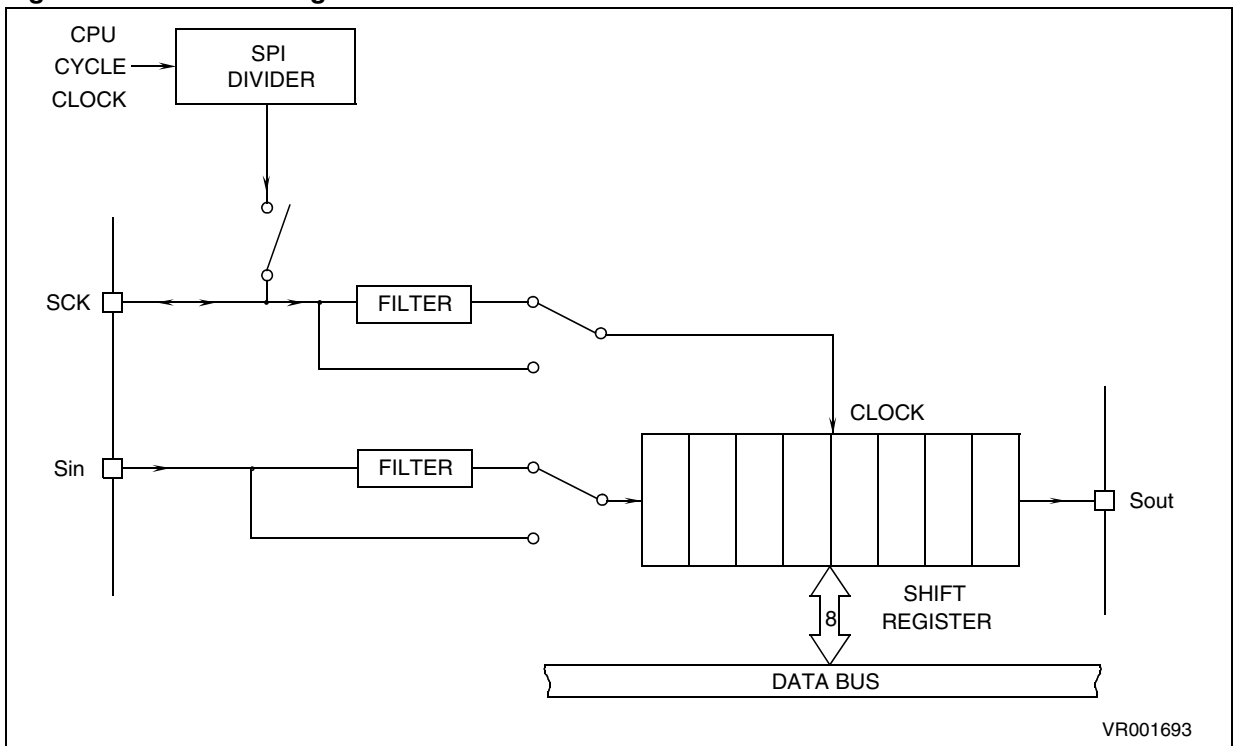 CPU
CYCLE
CLOCK
SPI
DIVIDER
SCK
FILTER
CLOCK
Sin
FILTER
Sout
SHIFT
REGISTER
8
DATA BUS
VR001693